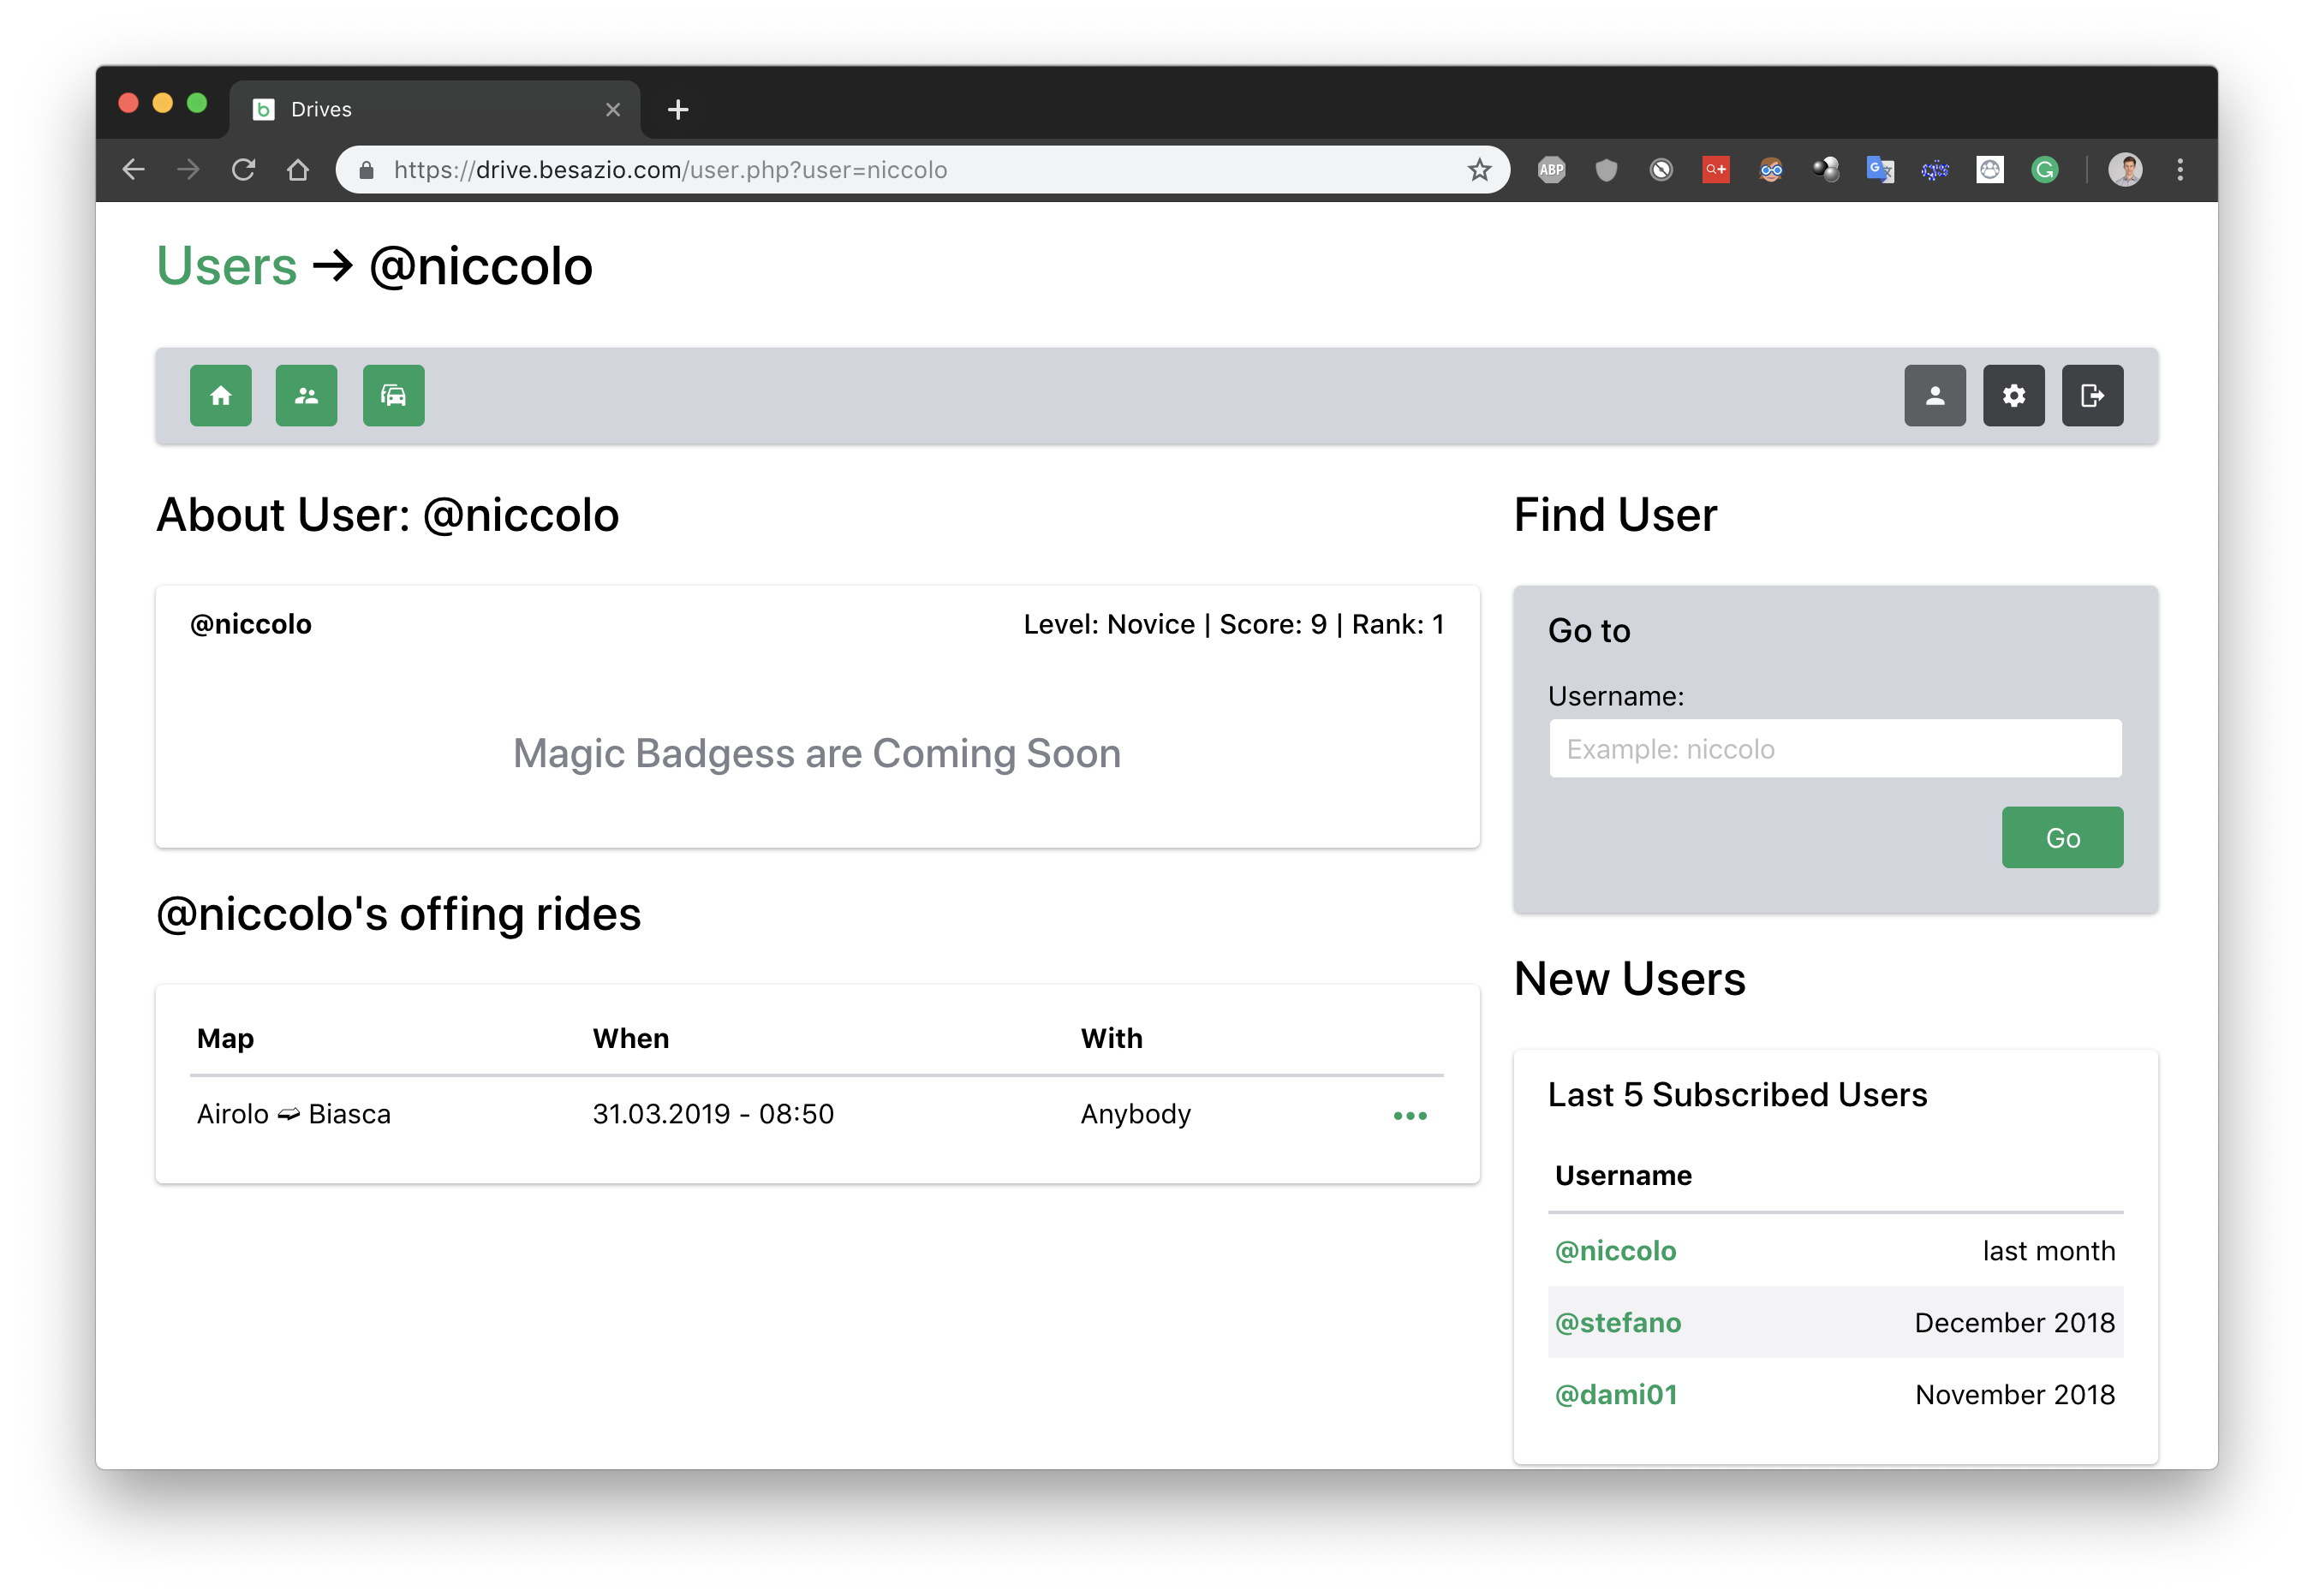 Drives
https://drive.besazio.com/user.php?user=niccolo
ABP
Users → @niccolo
About User: @niccolo
@niccolo
Level: Novice | Score: 9 | Rank: 1
Magic Badgess are Coming Soon
@niccolo's offing rides
Map When With
Airolo ➫ Biasca 31.03.2019 - 08:50 Anybody
Find User
Go to
Username:
Example: niccolo
Go
New Users
Last 5 Subscribed Users
Username
@niccolo last month
@stefano December 2018
@dami01 November 2018